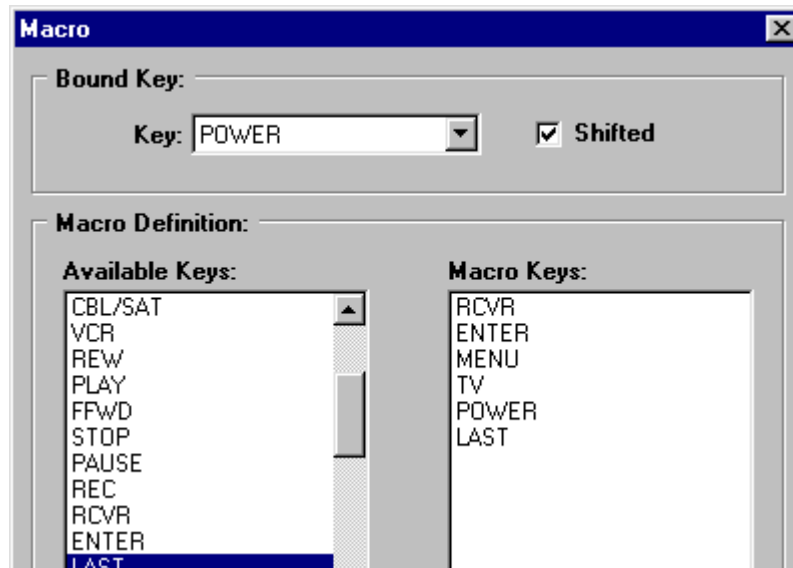 Macro
Bound Key:
Key: POWER Shifted
Macro Definition:
Available Keys:
CBL/SAT
VCR
REW
PLAY
FFWD
STOP
PAUSE
REC
RCVR
ENTER
LAST
Macro Keys:
RCVR
ENTER
MENU
TV
POWER
LAST